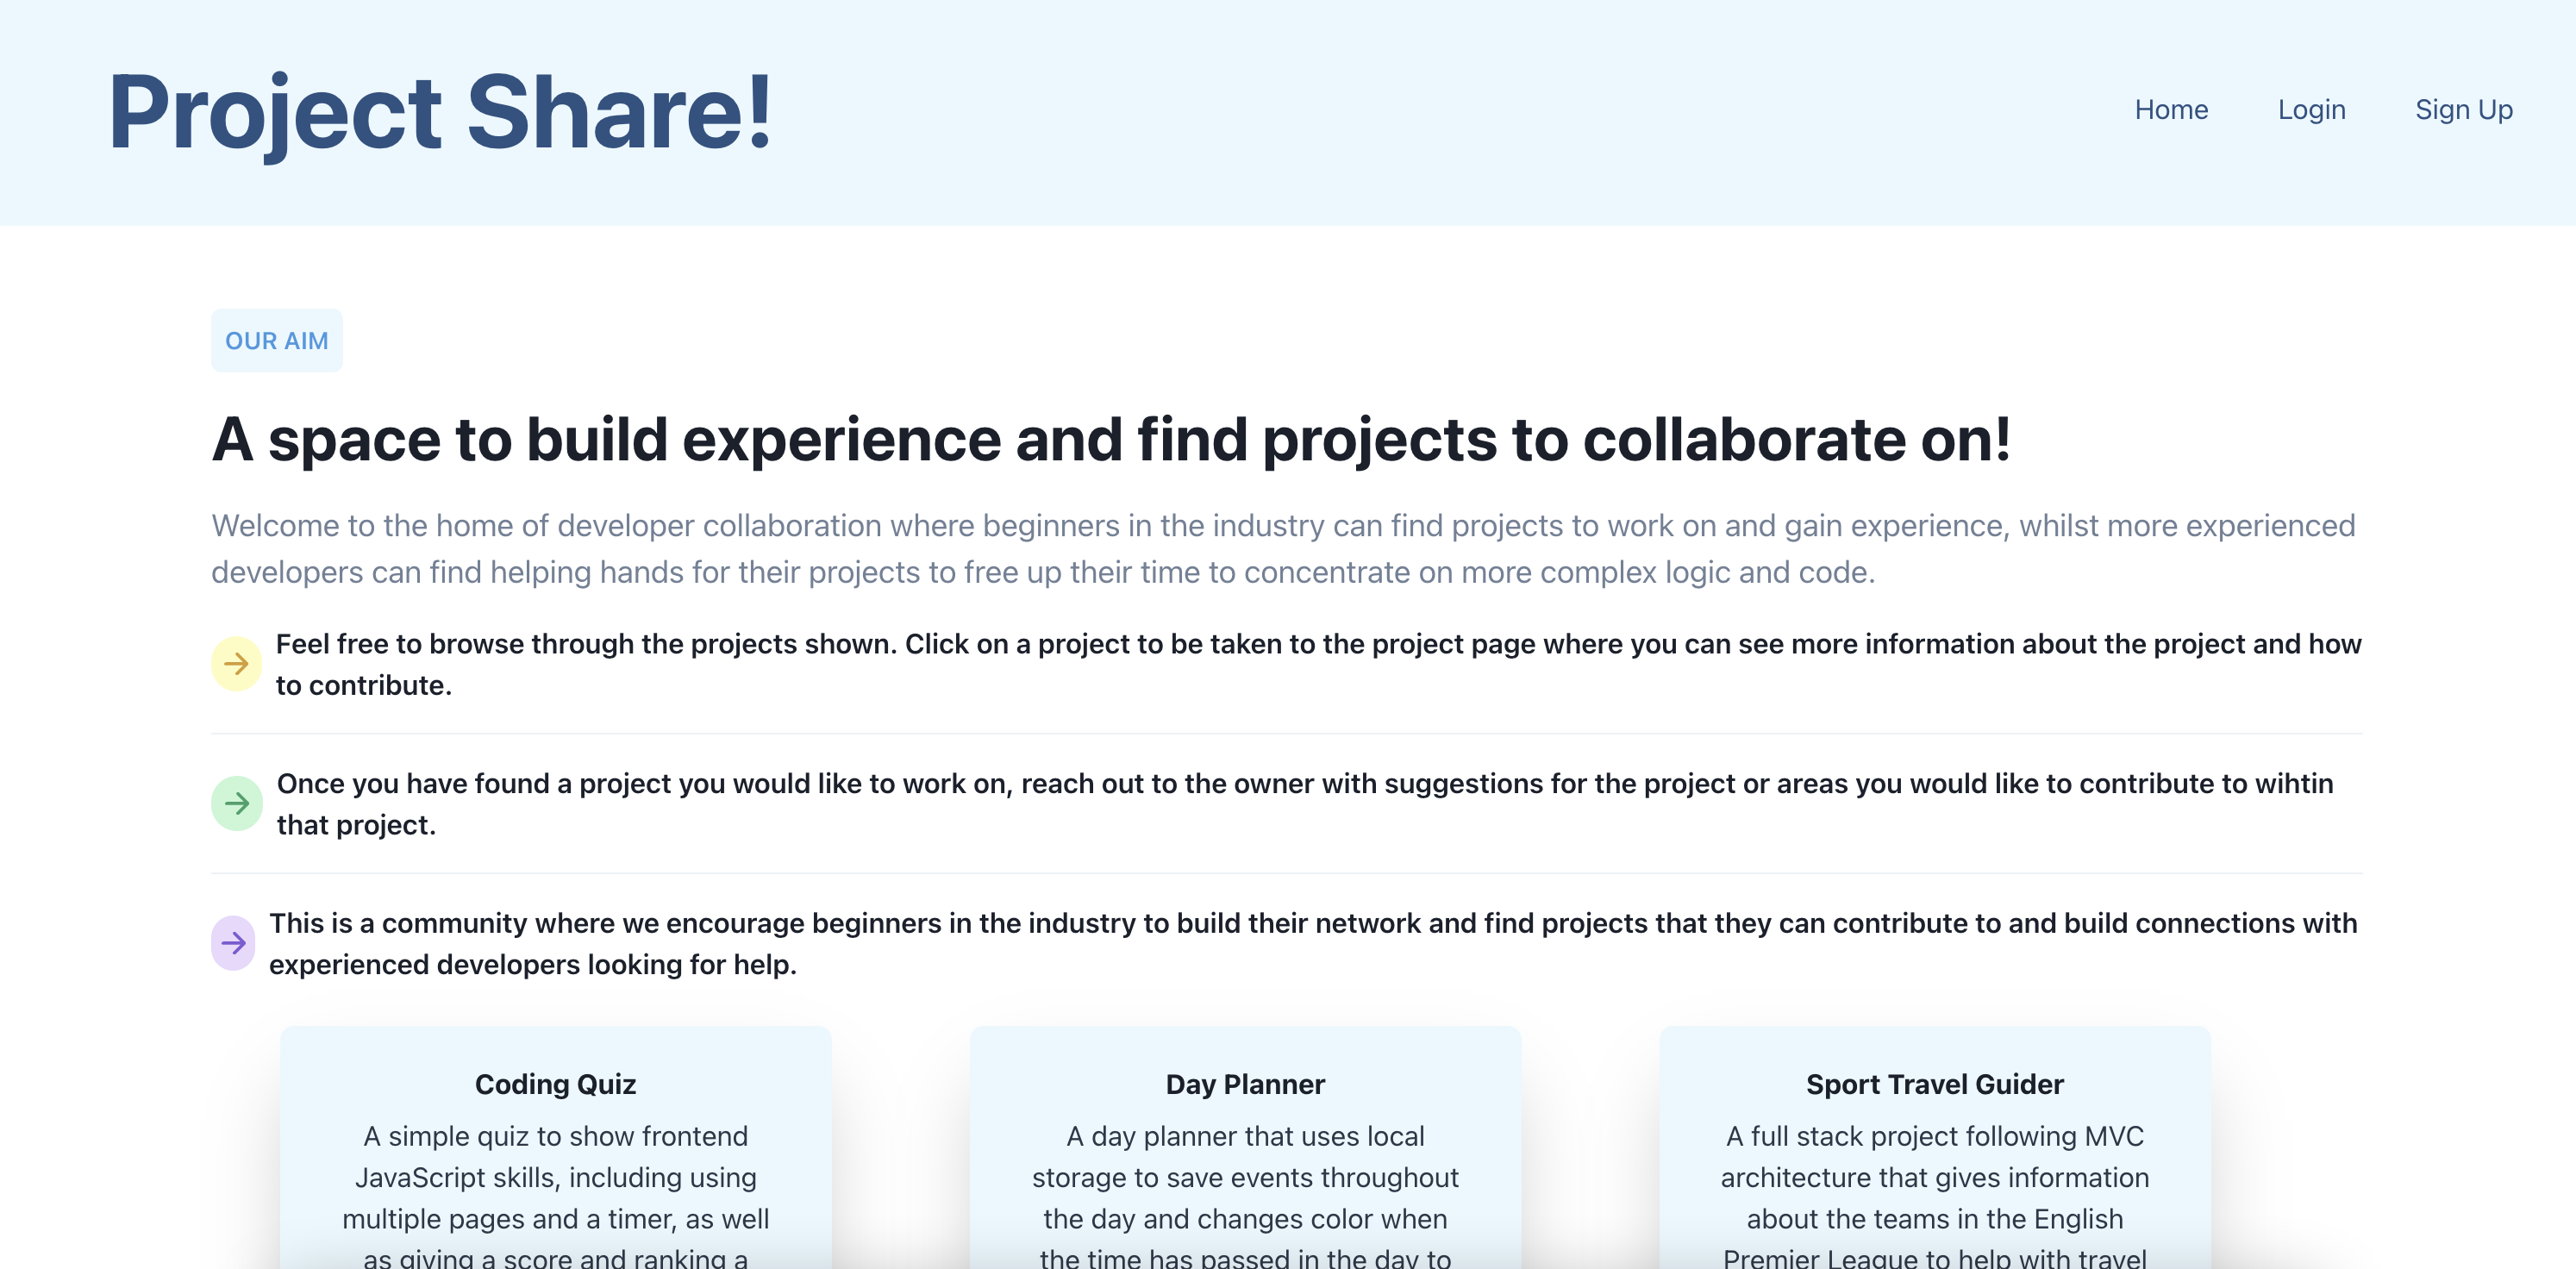 Project Share!
Home Login Sign Up
OUR AIM
A space to build experience and find projects to collaborate on!
Welcome to the home of developer collaboration where beginners in the industry can find projects to work on and gain experience, whilst more experienced
developers can find helping hands for their projects to free up their time to concentrate on more complex logic and code.
Feel free to browse through the projects shown. Click on a project to be taken to the project page where you can see more information about the project and how
to contribute.
Once you have found a project you would like to work on, reach out to the owner with suggestions for the project or areas you would like to contribute to wihtin
that project.
This is a community where we encourage beginners in the industry to build their network and find projects that they can contribute to and build connections with
experienced developers looking for help.
Coding Quiz
A simple quiz to show frontend
JavaScript skills, including using
multiple pages and a timer, as well
as giving a score and ranking a
Day Planner
A day planner that uses local
storage to save events throughout
the day and changes color when
the time has passed in the day to
Sport Travel Guider
A full stack project following MVC
architecture that gives information
about the teams in the English
Premier League to help with travel